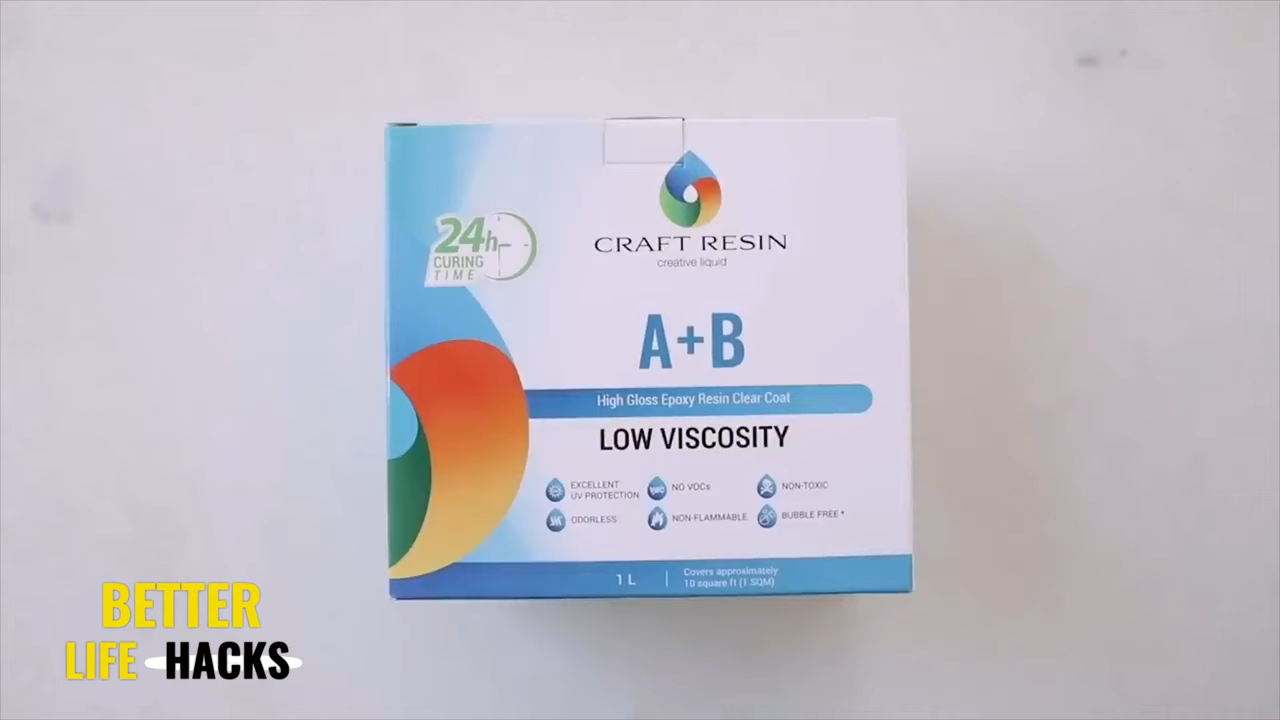 24h
CURING
TIME
CRAFT RESIN
creative liquid
A+B
High Gloss Epoxy Resin Clear Coat
LOW VISCOSITY
EXCELLENT
UV PROTECTION
NO VOCs
NON-TOXIC
ODORLESS
NON-FLAMMABLE
BUBBLE FREE *
1 L
Covers approximately
10 square ft (1 SQM)
BETTER
LIFE HACKS